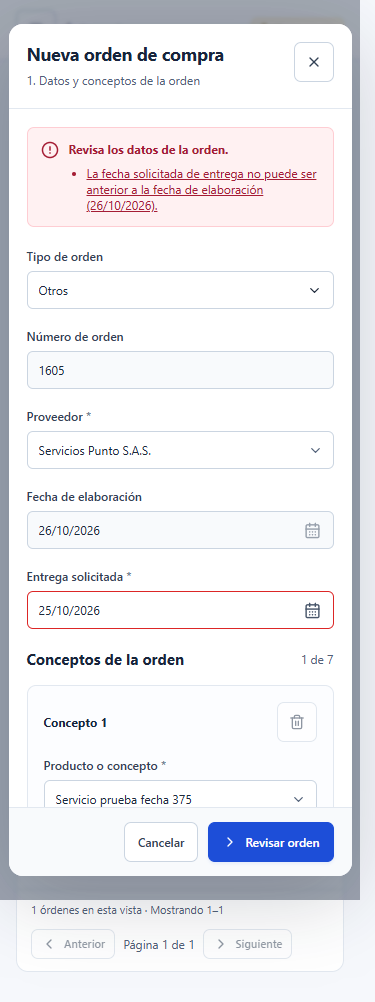 Nueva orden de compra
1. Datos y conceptos de la orden
Revisa los datos de la orden.
• La fecha solicitada de entrega no puede ser
anterior a la fecha de elaboración
(26/10/2026).
Tipo de orden
Otros
Número de orden
1605
Proveedor *
Servicios Punto S.A.S.
Fecha de elaboración
26/10/2026
Entrega solicitada *
25/10/2026
Conceptos de la orden
1 de 7
Concepto 1
Producto o concepto *
Servicio prueba fecha 375
Cancelar
Revisar orden
1 órdenes en esta vista · Mostrando 1–1
Anterior
Página 1 de 1
Siguiente